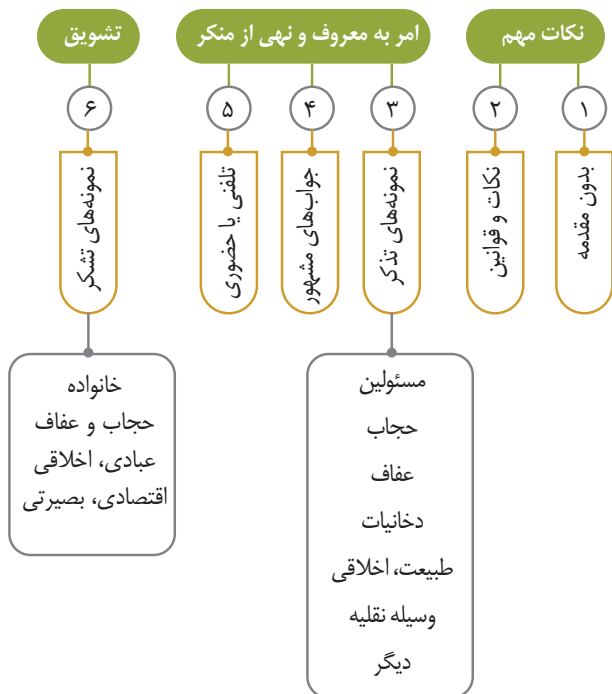 نکات مهم
امر به معروف و نهی از منکر
تشویق
۱
۲
۳
۴
۵
۶
بدون مقدمه
نکات و قوانین
نمونه‌های تذکر
جواب‌های مشهور
تلفنی یا حضوری
نمونه‌های تشکر
مسئولین
حجاب
عفاف
دخانیات
طبیعت، اخلاقی
وسیله نقلیه
دیگر
خانواده
حجاب و عفاف
عبادی، اخلاقی
اقتصادی، بصیرتی